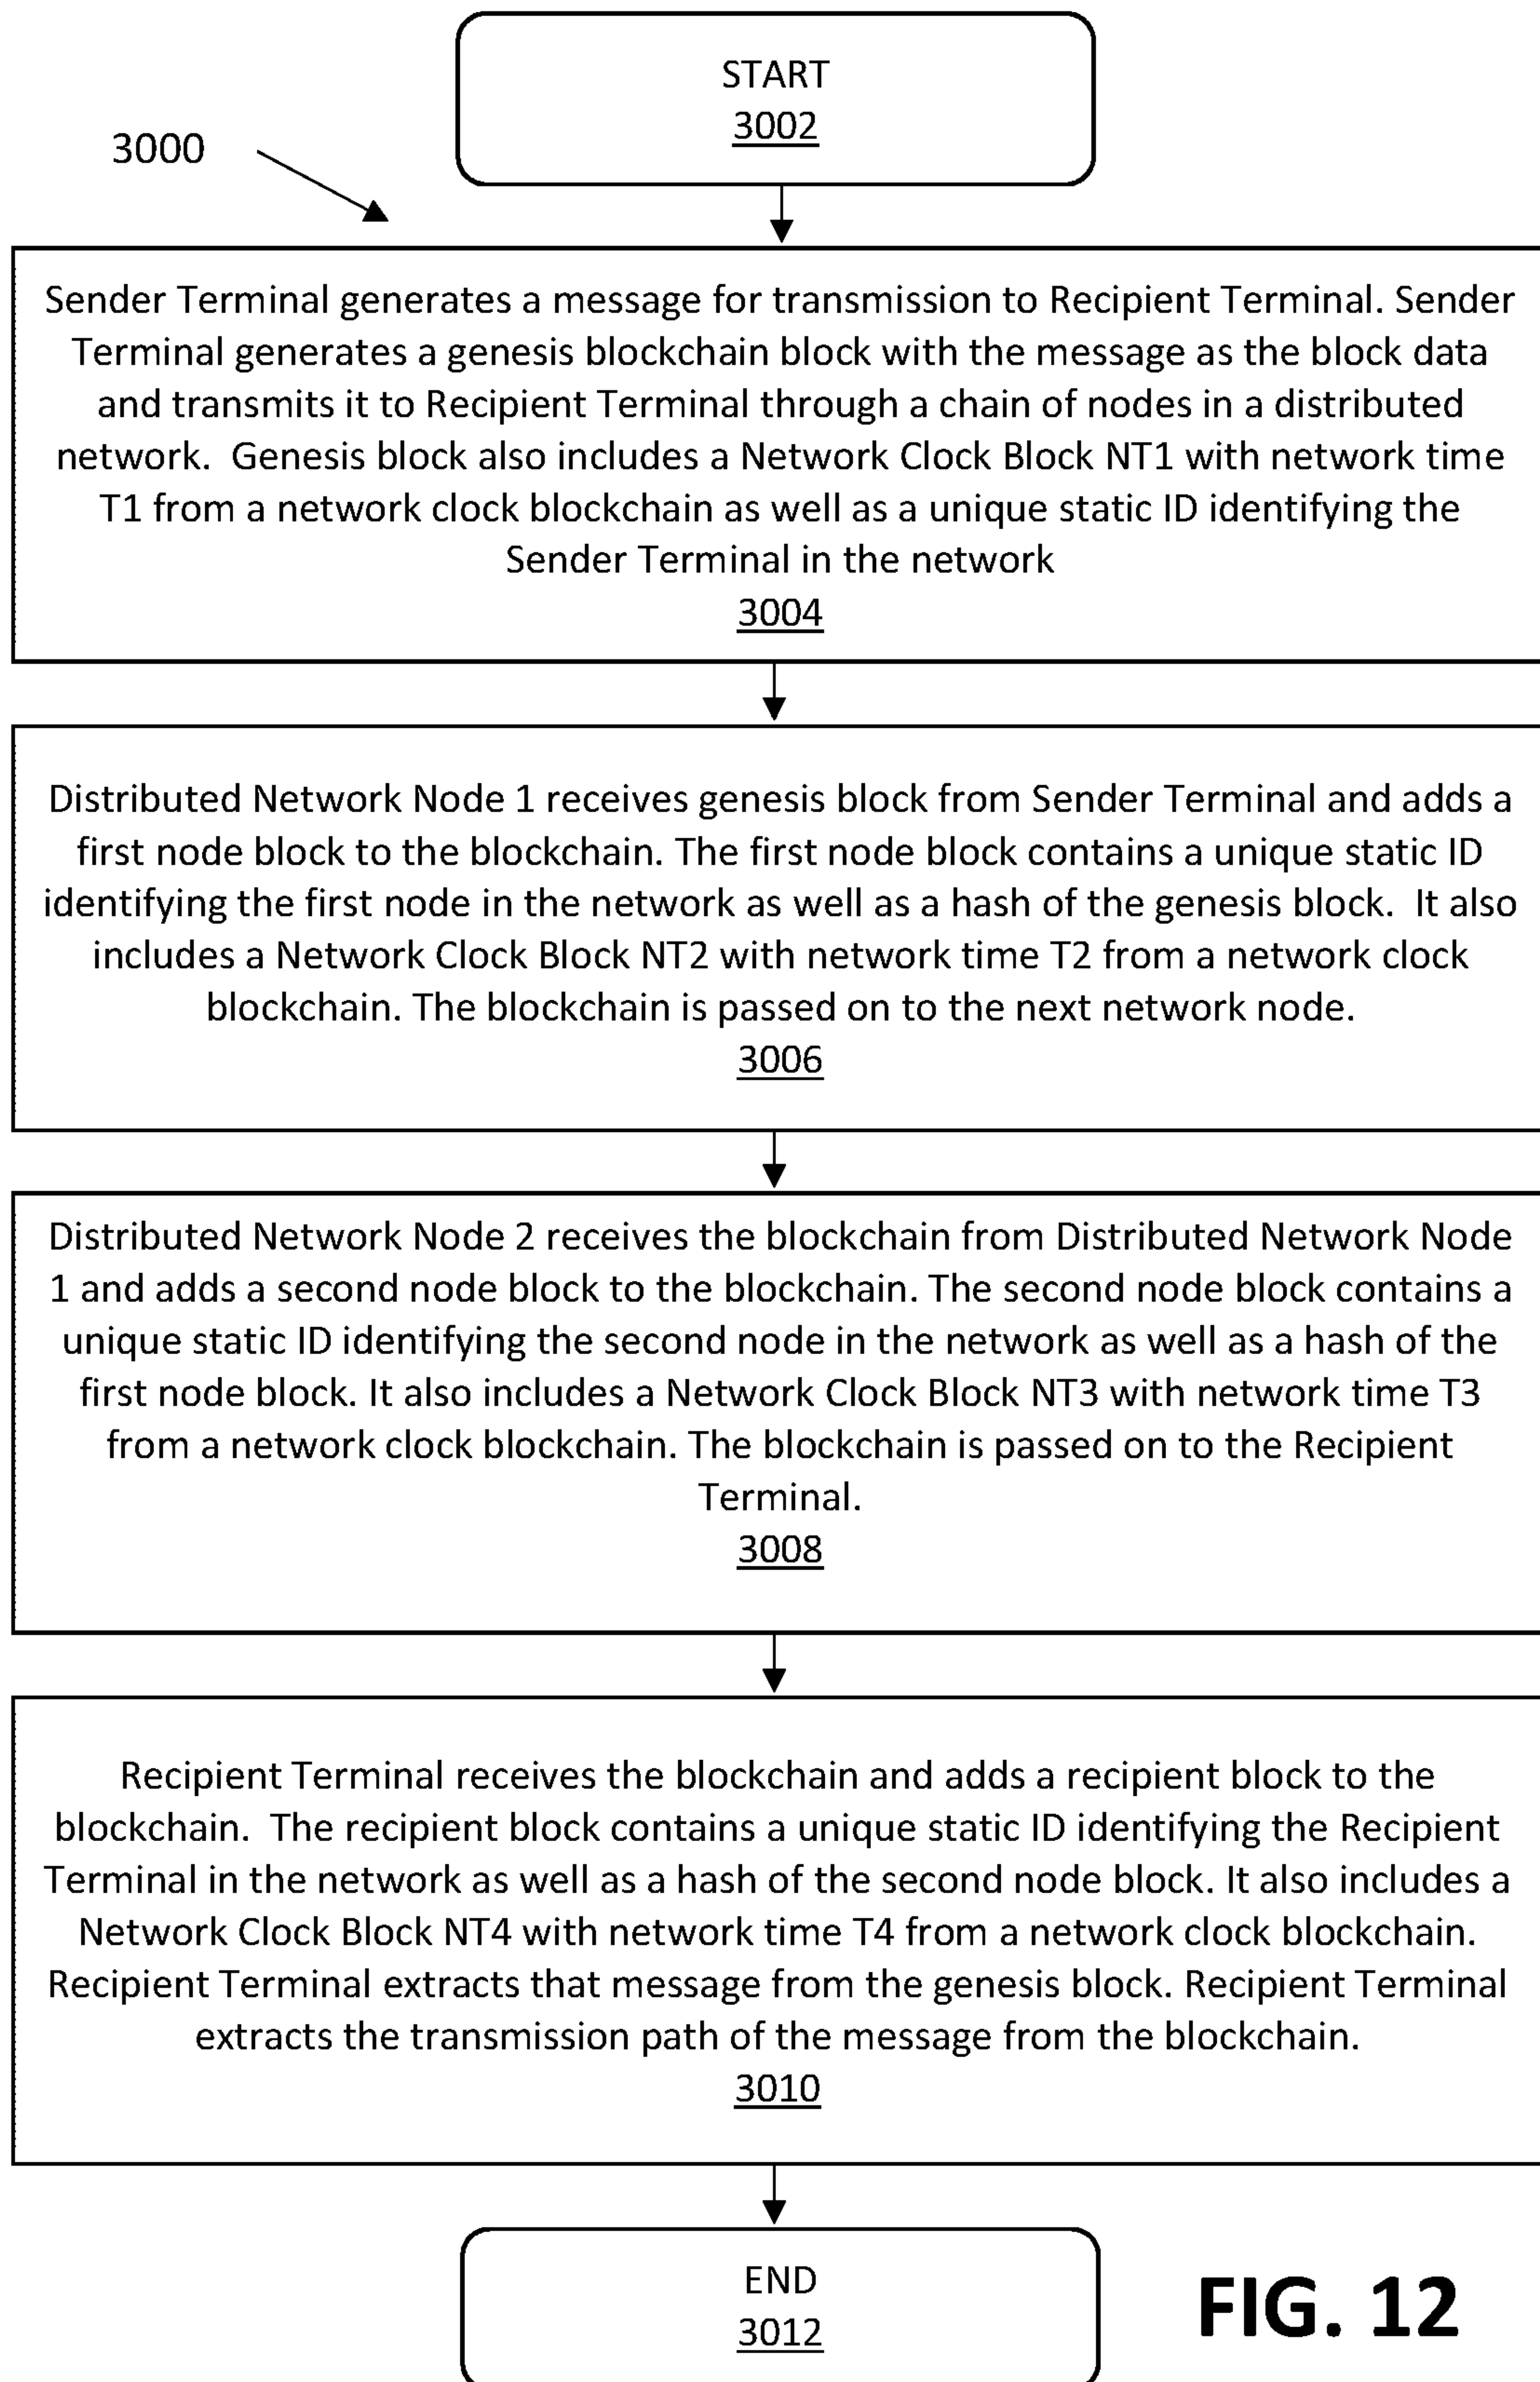 START
3002
3000
Sender Terminal generates a message for transmission to Recipient Terminal. Sender
Terminal generates a genesis blockchain block with the message as the block data
and transmits it to Recipient Terminal through a chain of nodes in a distributed
network. Genesis block also includes a Network Clock Block NT1 with network time
T1 from a network clock blockchain as well as a unique static ID identifying the
Sender Terminal in the network
3004
Distributed Network Node 1 receives genesis block from Sender Terminal and adds a
first node block to the blockchain. The first node block contains a unique static ID
identifying the first node in the network as well as a hash of the genesis block. It also
includes a Network Clock Block NT2 with network time T2 from a network clock
blockchain. The blockchain is passed on to the next network node.
3006
Distributed Network Node 2 receives the blockchain from Distributed Network Node
1 and adds a second node block to the blockchain. The second node block contains a
unique static ID identifying the second node in the network as well as a hash of the
first node block. It also includes a Network Clock Block NT3 with network time T3
from a network clock blockchain. The blockchain is passed on to the Recipient
Terminal.
3008
Recipient Terminal receives the blockchain and adds a recipient block to the
blockchain. The recipient block contains a unique static ID identifying the Recipient
Terminal in the network as well as a hash of the second node block. It also includes a
Network Clock Block NT4 with network time T4 from a network clock blockchain.
Recipient Terminal extracts that message from the genesis block. Recipient Terminal
extracts the transmission path of the message from the blockchain.
3010
END
3012
FIG. 12